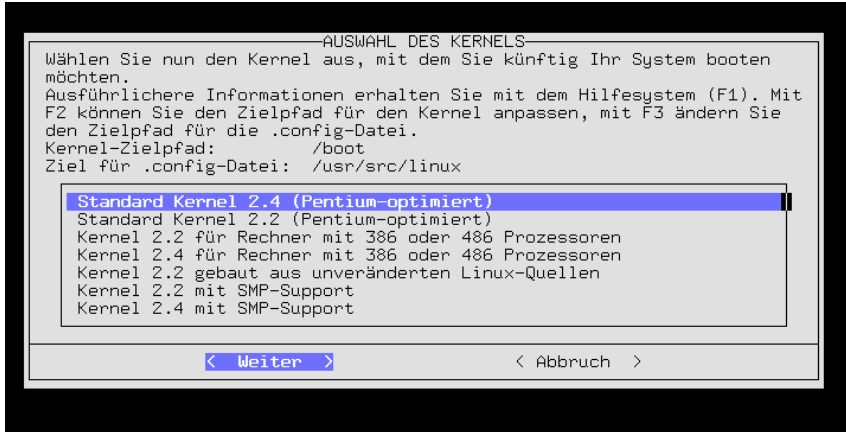 AUSWAHL DES KERNELS
Wählen Sie nun den Kernel aus, mit dem Sie künftig Ihr System booten
möchten.
Ausführlichere Informationen erhalten Sie mit dem Hilfesystem (F1). Mit
F2 können Sie den Zielpfad für den Kernel anpassen, mit F3 ändern Sie
den Zielpfad für die .config-Datei.
Kernel-Zielpfad: /boot
Ziel für .config-Datei: /usr/src/linux
Standard Kernel 2.4 (Pentium-optimiert)
Standard Kernel 2.2 (Pentium-optimiert)
Kernel 2.2 für Rechner mit 386 oder 486 Prozessoren
Kernel 2.4 für Rechner mit 386 oder 486 Prozessoren
Kernel 2.2 gebaut aus unveränderten Linux-Quellen
Kernel 2.2 mit SMP-Support
Kernel 2.4 mit SMP-Support
< Weiter > < Abbruch >